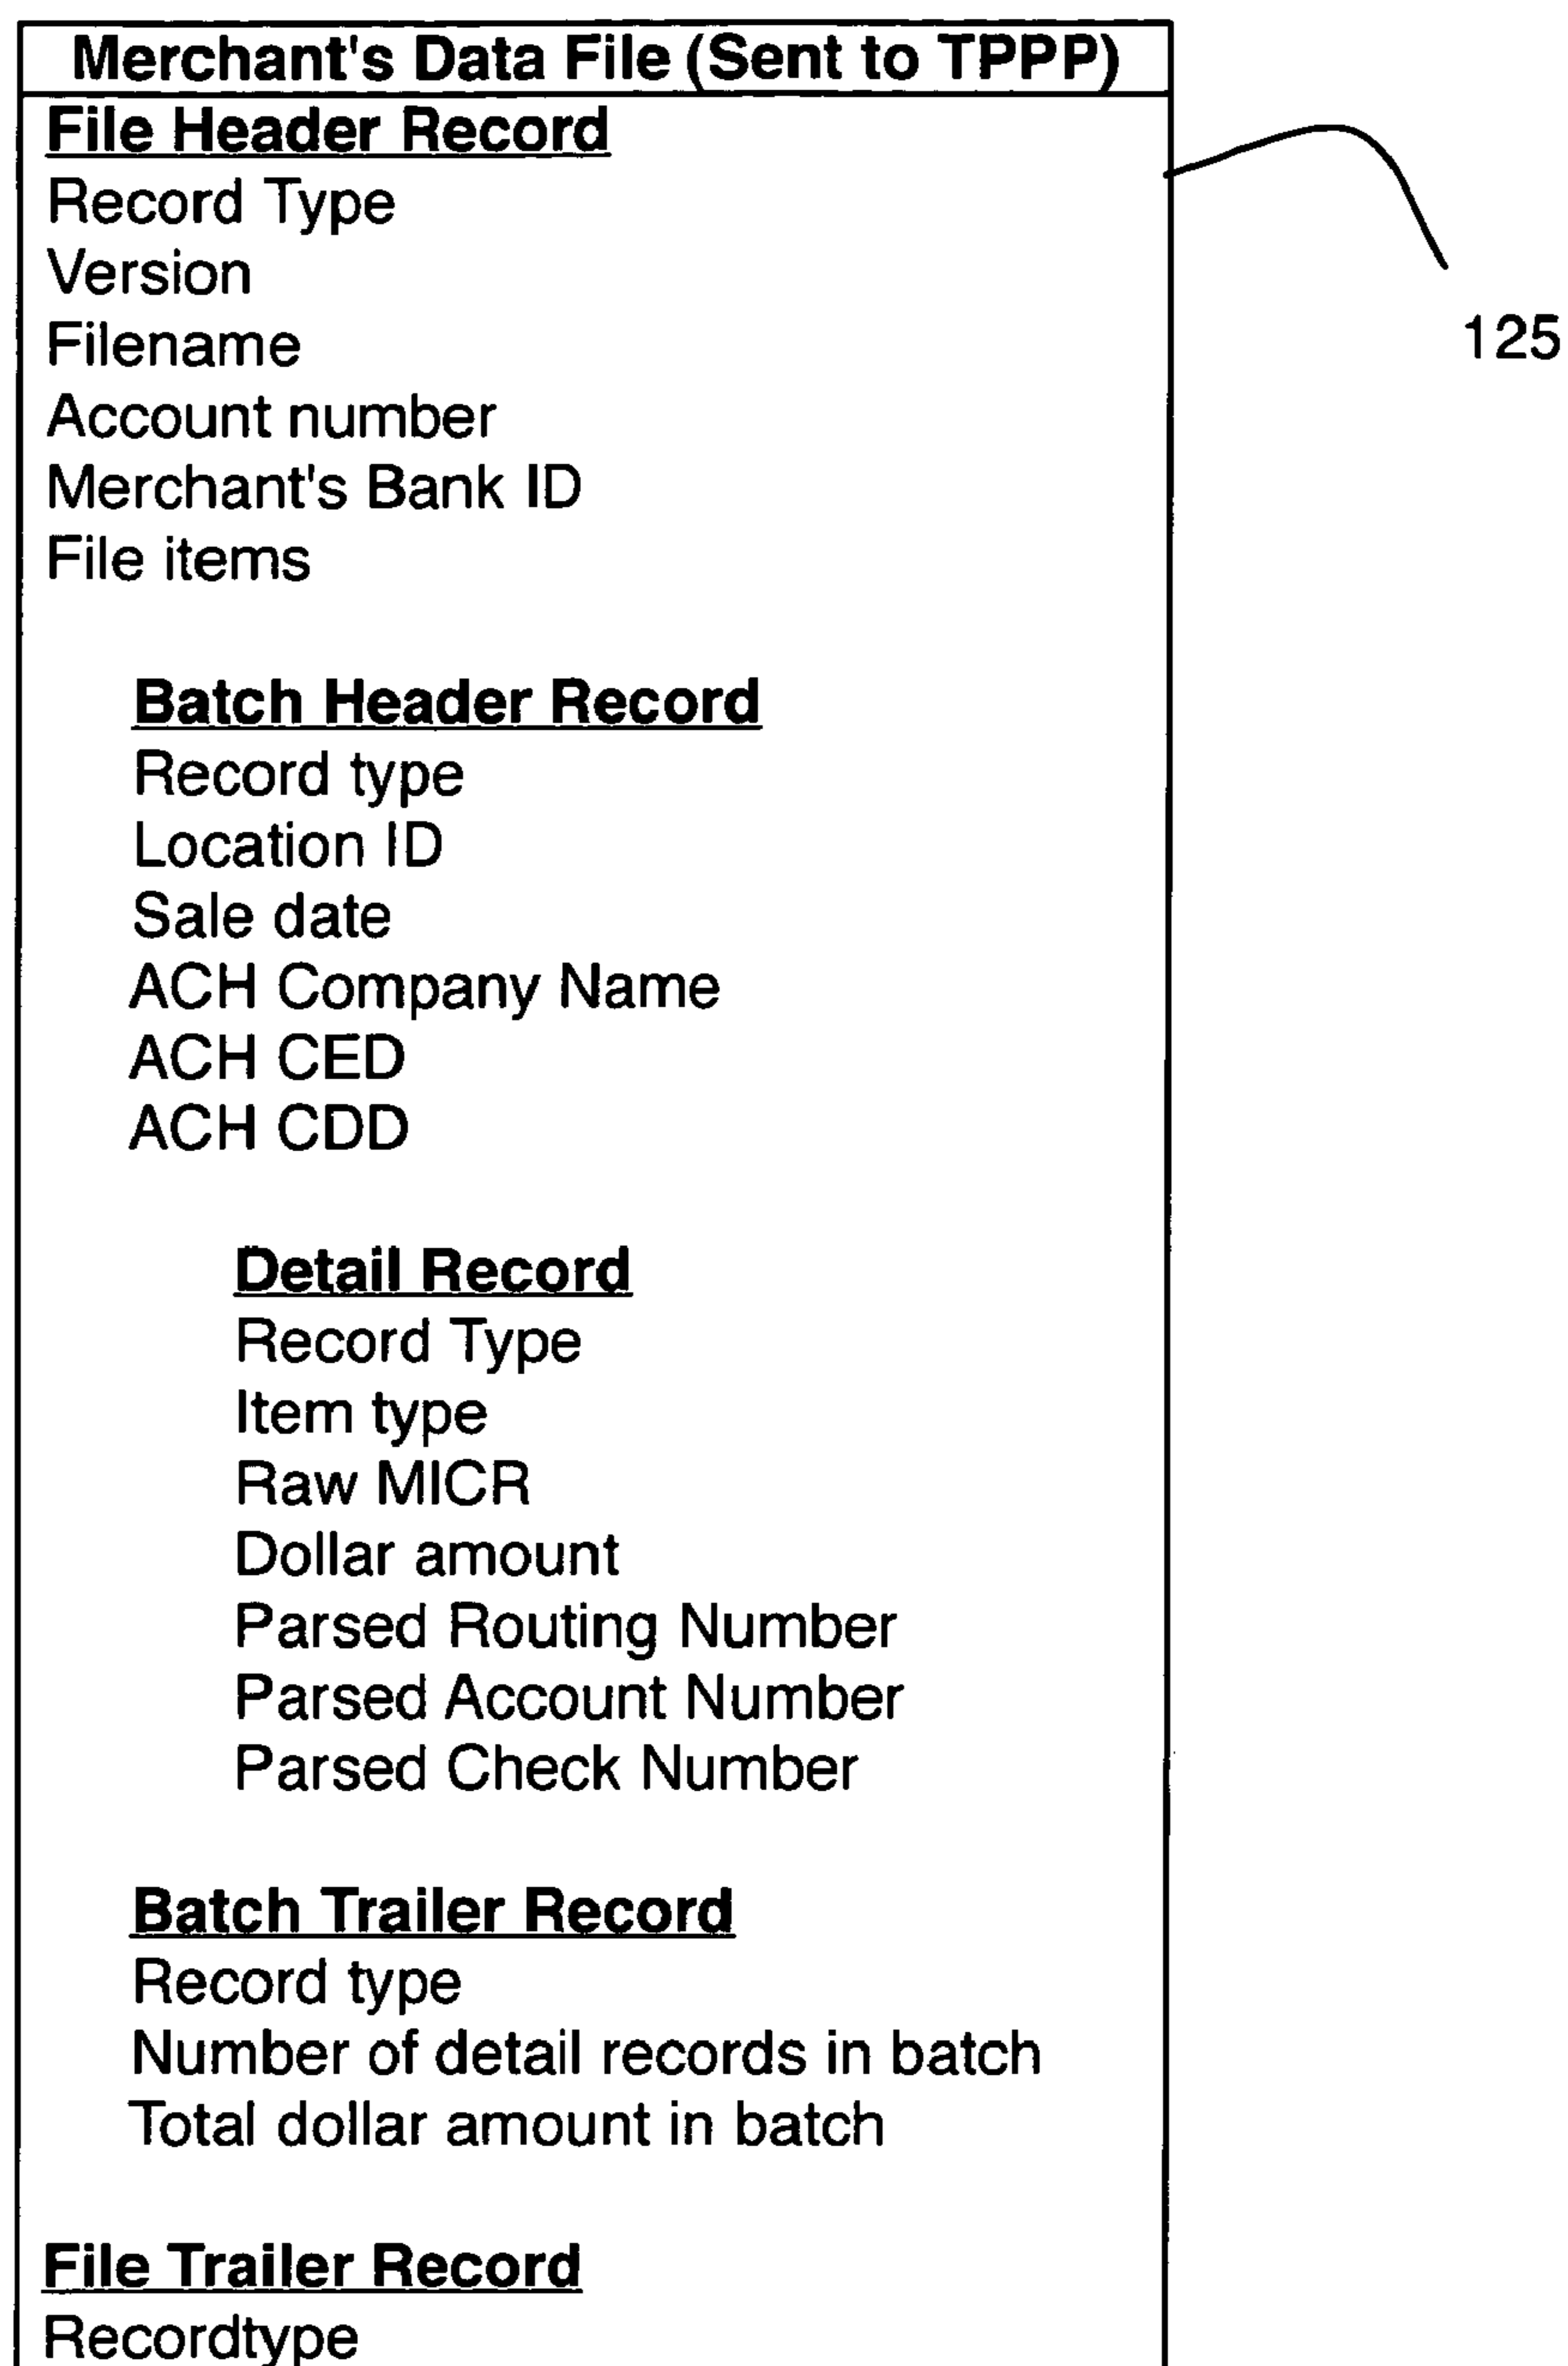 Merchant's Data File (Sent to TPPP)
File Header Record
Record Type
Version
Filename
Account number
Merchant's Bank ID
File items
125
Batch Header Record
Record type
Location ID
Sale date
ACH Company Name
ACH CED
ACH CDD
Detail Record
Record Type
Item type
Raw MICR
Dollar amount
Parsed Routing Number
Parsed Account Number
Parsed Check Number
Batch Trailer Record
Record type
Number of detail records in batch
Total dollar amount in batch
File Trailer Record
Recordtype